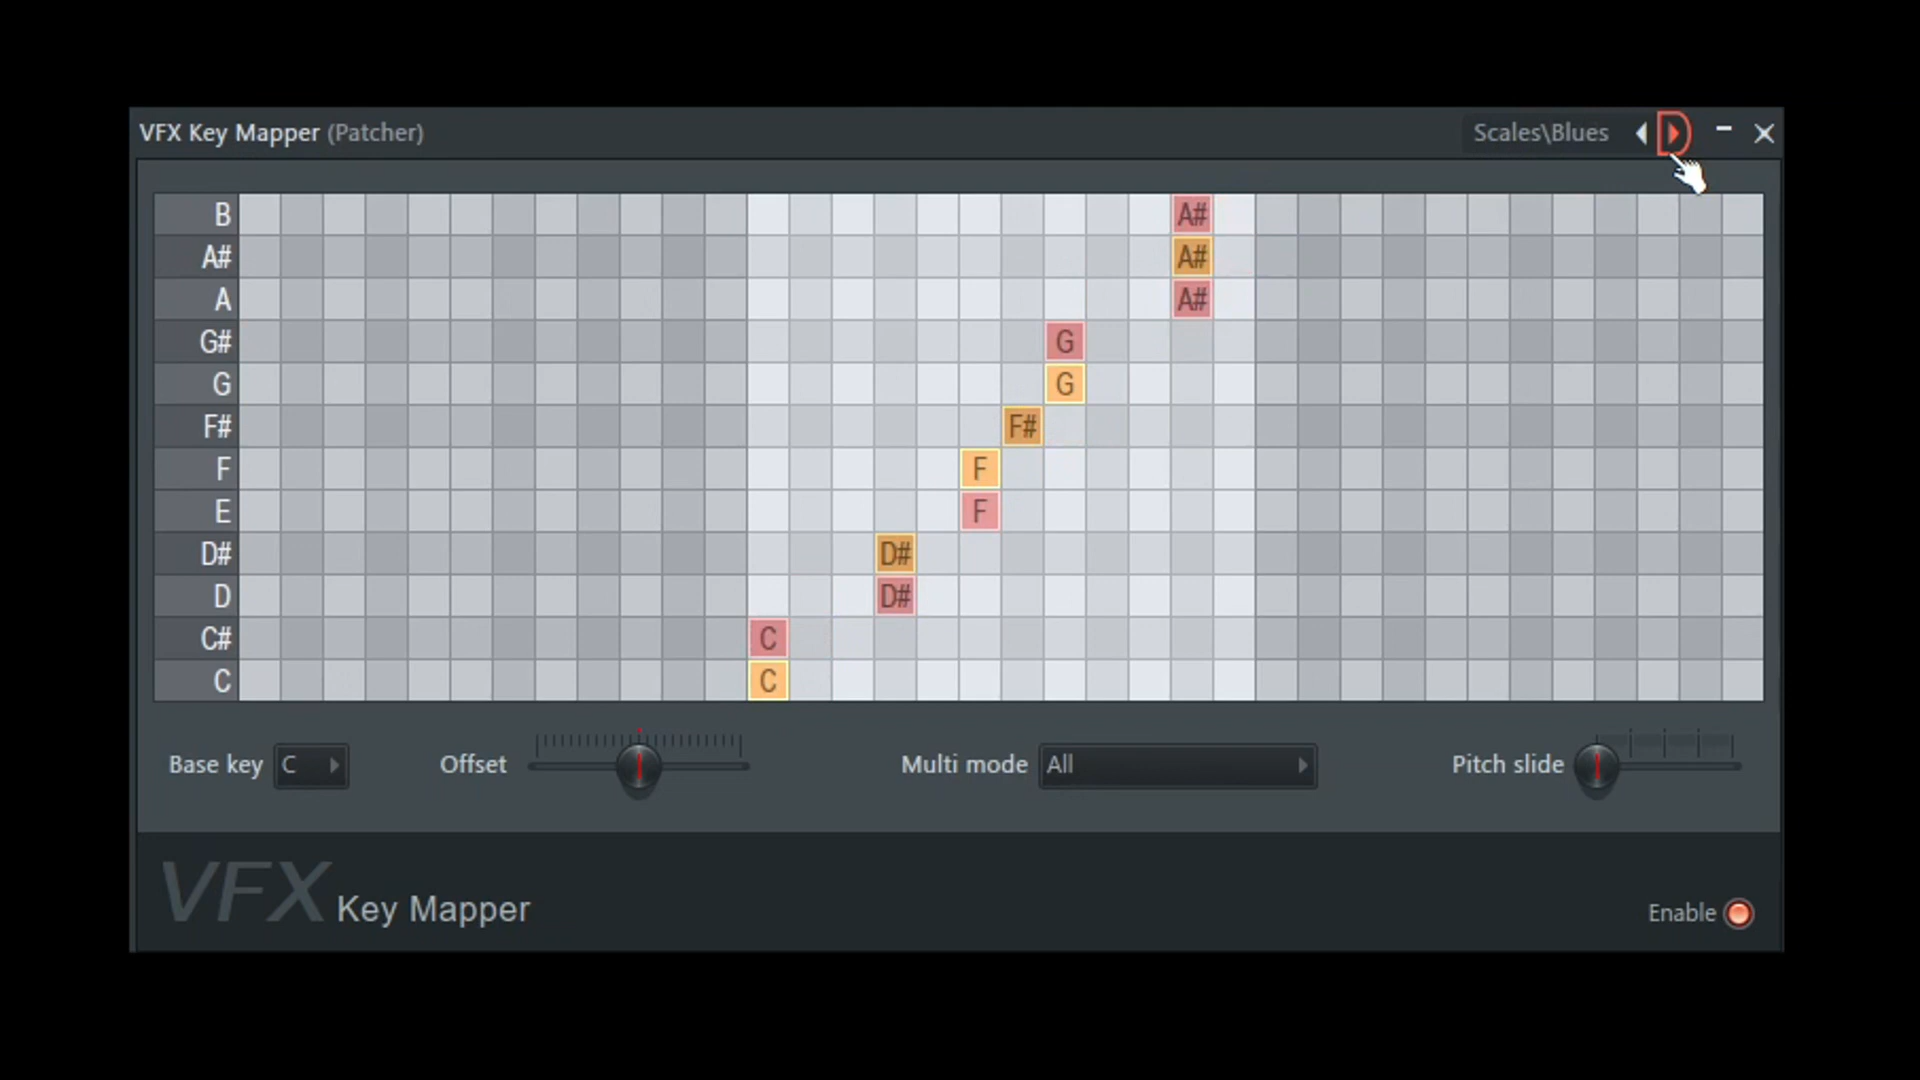 VFX Key Mapper (Patcher) Scales\Blues
B A#
A# A#
A A#
G# G
G G
F# F#
F F
E F
D# D#
D D#
C# C
C C
Base key C Offset Multi mode All Pitch slide
VFX Key Mapper
Enable